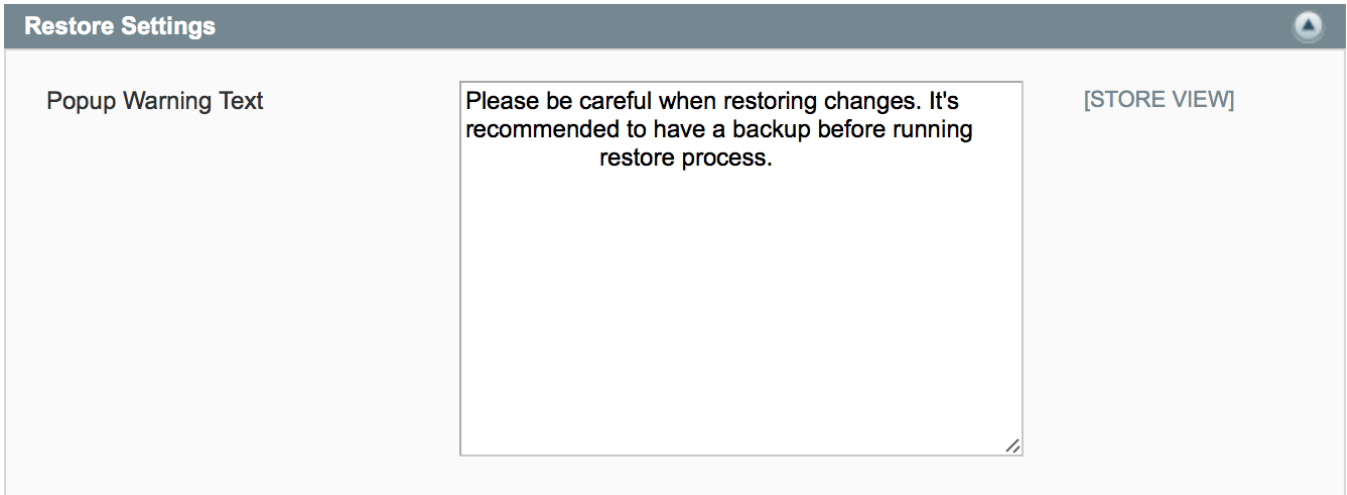 Restore Settings
Popup Warning Text
Please be careful when restoring changes. It's
recommended to have a backup before running
restore process.
[STORE VIEW]